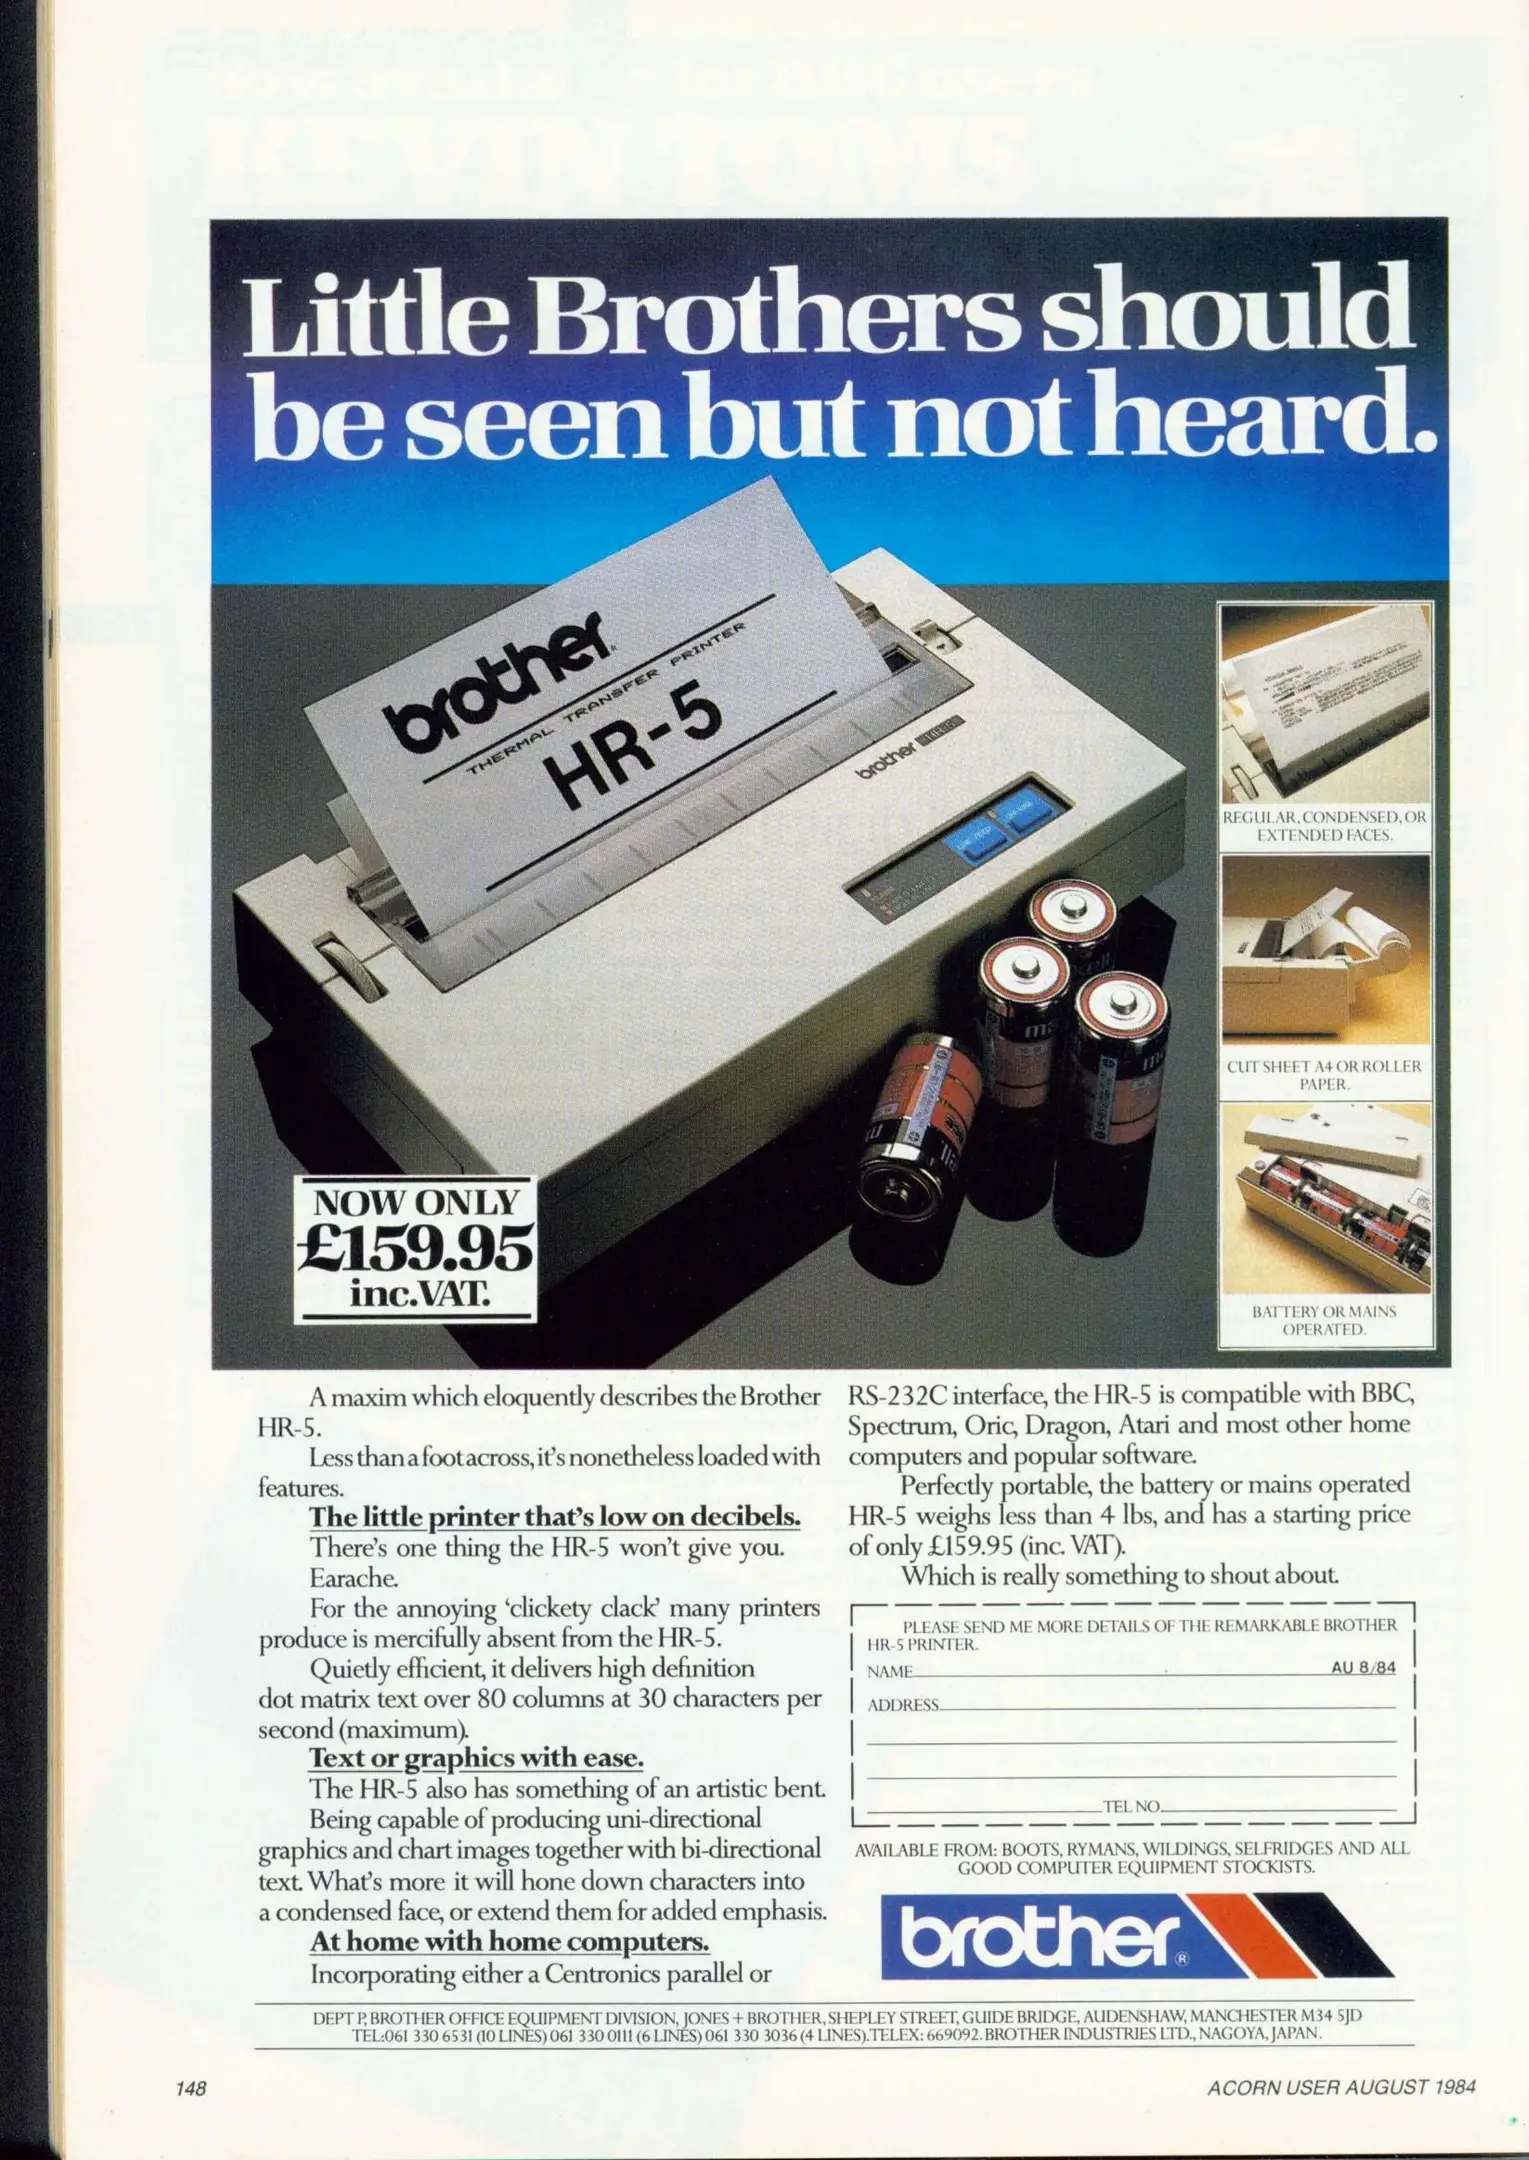 Little Brothers should
be seen but not heard.
brother
THERMAL TRANSFER PRINTER
HR-5
brother HR-5
LINE FEED
ON LINE
REGULAR, CONDENSED, OR
EXTENDED FACES.
CUT SHEET A4 OR ROLLER
PAPER.
BATTERY OR MAINS
OPERATED.
NOW ONLY
£159.95
inc.VAT.
A maxim which eloquently describes the Brother
HR-5.
Less than a foot across, it's nonetheless loaded with
features.
The little printer that's low on decibels.
There's one thing the HR-5 won't give you.
Earache.
For the annoying 'clickety clack' many printers
produce is mercifully absent from the HR-5.
Quietly efficient, it delivers high definition
dot matrix text over 80 columns at 30 characters per
second (maximum).
Text or graphics with ease.
The HR-5 also has something of an artistic bent.
Being capable of producing uni-directional
graphics and chart images together with bi-directional
text. What's more it will hone down characters into
a condensed face, or extend them for added emphasis.
At home with home computers.
Incorporating either a Centronics parallel or
RS-232C interface, the HR-5 is compatible with BBC,
Spectrum, Oric, Dragon, Atari and most other home
computers and popular software.
Perfectly portable, the battery or mains operated
HR-5 weighs less than 4 lbs, and has a starting price
of only £159.95 (inc. VAT).
Which is really something to shout about.
PLEASE SEND ME MORE DETAILS OF THE REMARKABLE BROTHER
HR-5 PRINTER.
NAME AU 8/84
ADDRESS
TEL NO.
AVAILABLE FROM: BOOTS, RYMANS, WILDINGS, SELFRIDGES AND ALL
GOOD COMPUTER EQUIPMENT STOCKISTS.
brother®
DEPT P, BROTHER OFFICE EQUIPMENT DIVISION, JONES + BROTHER, SHEPLEY STREET, GUIDE BRIDGE, AUDENSHAW, MANCHESTER M34 5JD
TEL:061 330 6531 (10 LINES) 061 330 0111 (6 LINES) 061 330 3036 (4 LINES). TELEX: 669092. BROTHER INDUSTRIES LTD., NAGOYA, JAPAN.
148
ACORN USER AUGUST 1984